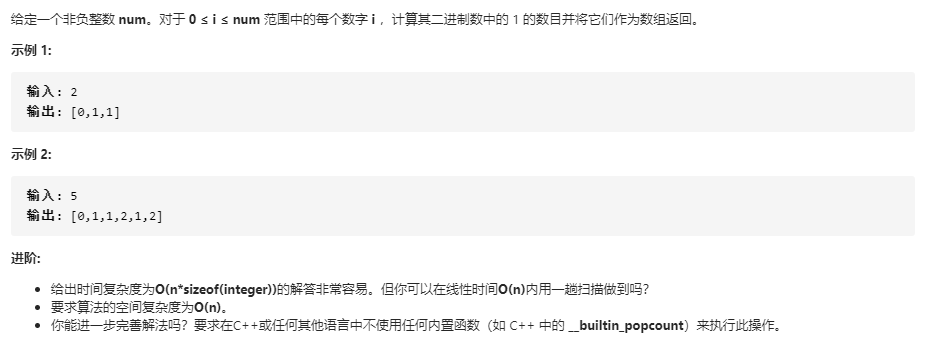 给定一个非负整数 num。对于 0 ≤ i ≤ num 范围中的每个数字 i ，计算其二进制数中的 1 的数目并将它们作为数组返回。
示例 1:
输入: 2
输出: [0,1,1]
示例 2:
输入: 5
输出: [0,1,1,2,1,2]
进阶:
• 给出时间复杂度为O(n*sizeof(integer))的解答非常容易。但你可以在线性时间O(n)内用一趟扫描做到吗？
• 要求算法的空间复杂度为O(n)。
• 你能进一步完善解法吗？要求在C++或任何其他语言中不使用任何内置函数（如 C++ 中的 __builtin_popcount）来执行此操作。